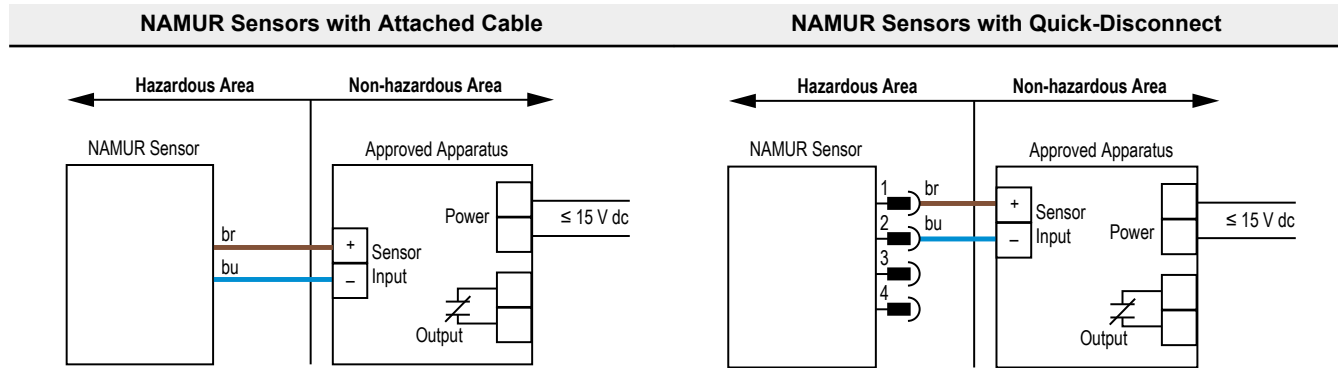 NAMUR Sensors with Attached Cable
NAMUR Sensors with Quick-Disconnect
Hazardous Area
Non-hazardous Area
NAMUR Sensor
Approved Apparatus
Power
≤ 15 V dc
br
+
Sensor
bu
–
Input
Output
Hazardous Area
Non-hazardous Area
NAMUR Sensor
Approved Apparatus
1
br
+
Sensor
Power
≤ 15 V dc
2
bu
–
Input
3
4
Output